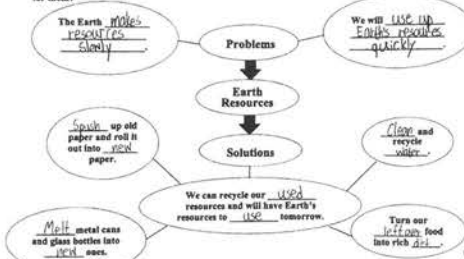 The Earth makes
resources
slowly.
We will use up
Earth's resources
quickly.
Problems
Earth
Resources
Solutions
up old
paper and roll it
out into new
paper.
Clean and
recycle
water.
We can recycle our used
resources and will have Earth's
resources to use tomorrow.
Melt metal cans
and glass bottles into
new ones.
Turn our
leftover food
into rich dirt.